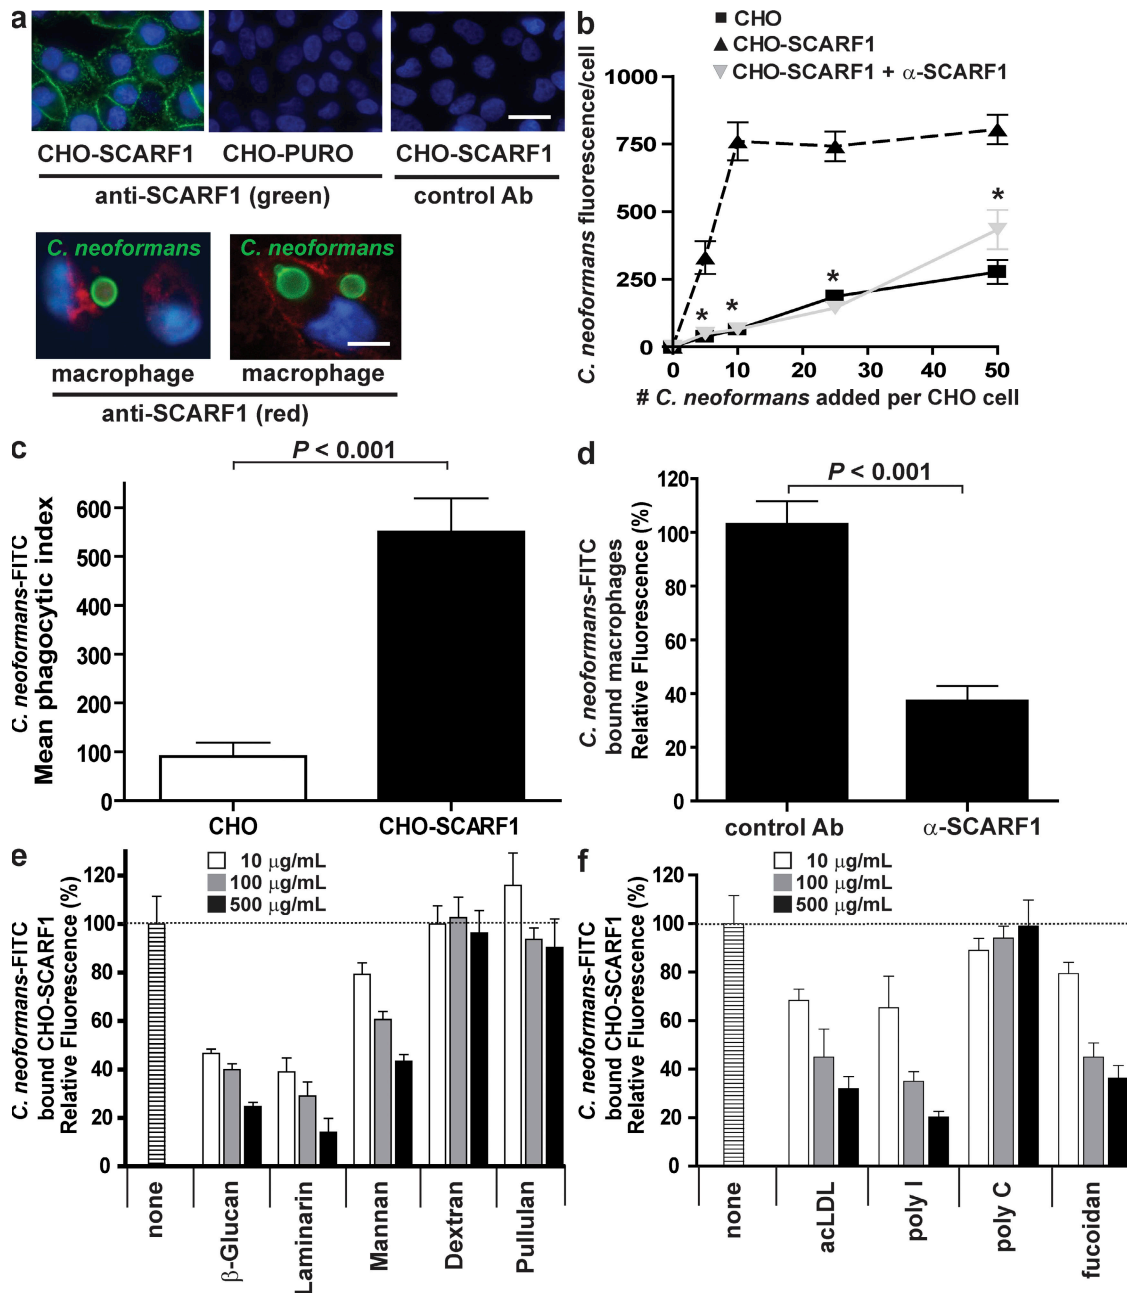 a
CHO-SCARF1 CHO-PURO CHO-SCARF1
anti-SCARF1 (green) control Ab
C. neoformans C. neoformans
macrophage macrophage
anti-SCARF1 (red)
b
CHO
CHO-SCARF1
CHO-SCARF1 + α-SCARF1
C. neoformans fluorescence/cell
1000
750
500
250
0
* * * *
0 10 20 30 40 50
# C. neoformans added per CHO cell
c
P < 0.001
C. neoformans-FITC
Mean phagocytic index
600
500
400
300
200
100
0
CHO CHO-SCARF1
d
P < 0.001
C. neoformans-FITC
bound macrophages
Relative Fluorescence (%)
120
100
80
60
40
20
0
control Ab α-SCARF1
e
10 µg/mL
100 µg/mL
500 µg/mL
C. neoformans-FITC
bound CHO-SCARF1
Relative Fluorescence (%)
120
100
80
60
40
20
0
none
β-Glucan
Laminarin
Mannan
Dextran
Pullulan
f
10 µg/mL
100 µg/mL
500 µg/mL
C. neoformans-FITC
bound CHO-SCARF1
Relative Fluorescence (%)
120
100
80
60
40
20
0
none
acLDL
poly I
poly C
fucoidan